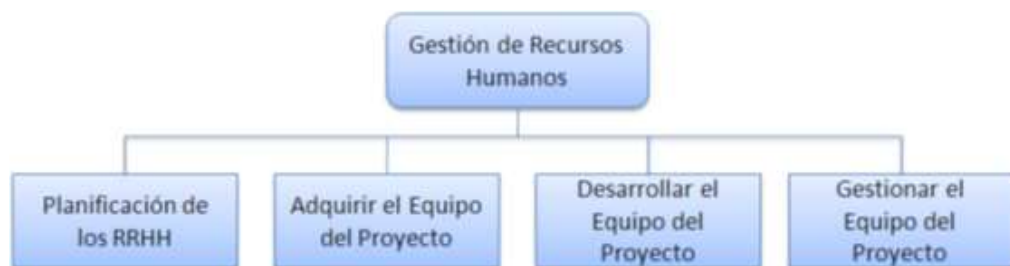 Gestión de Recursos
Humanos
Planificación de
los RRHH
Adquirir el Equipo
del Proyecto
Desarrollar el
Equipo del
Proyecto
Gestionar el
Equipo del
Proyecto